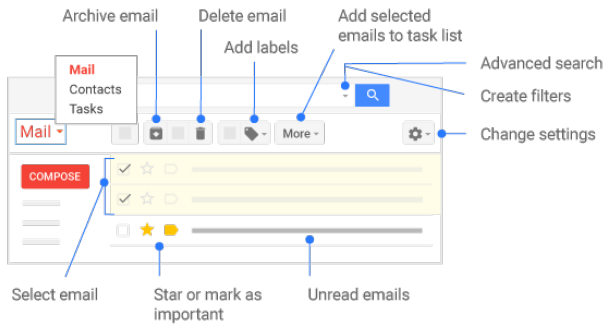 Archive email
Delete email
Add labels
Add selected
emails to task list
Advanced search
Create filters
Change settings
Mail
Contacts
Tasks
Mail
More
COMPOSE
Select email
Star or mark as
important
Unread emails